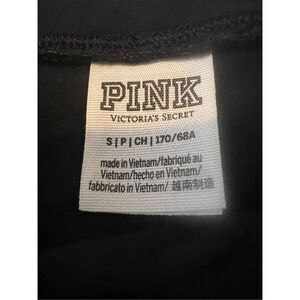 PINK
VICTORIA'S SECRET
S | P | CH | 170/68A
made in Vietnam/fabriqué au
Vietnam/hecho en Vietnam/
fabbricato in Vietnam/ 越南制造